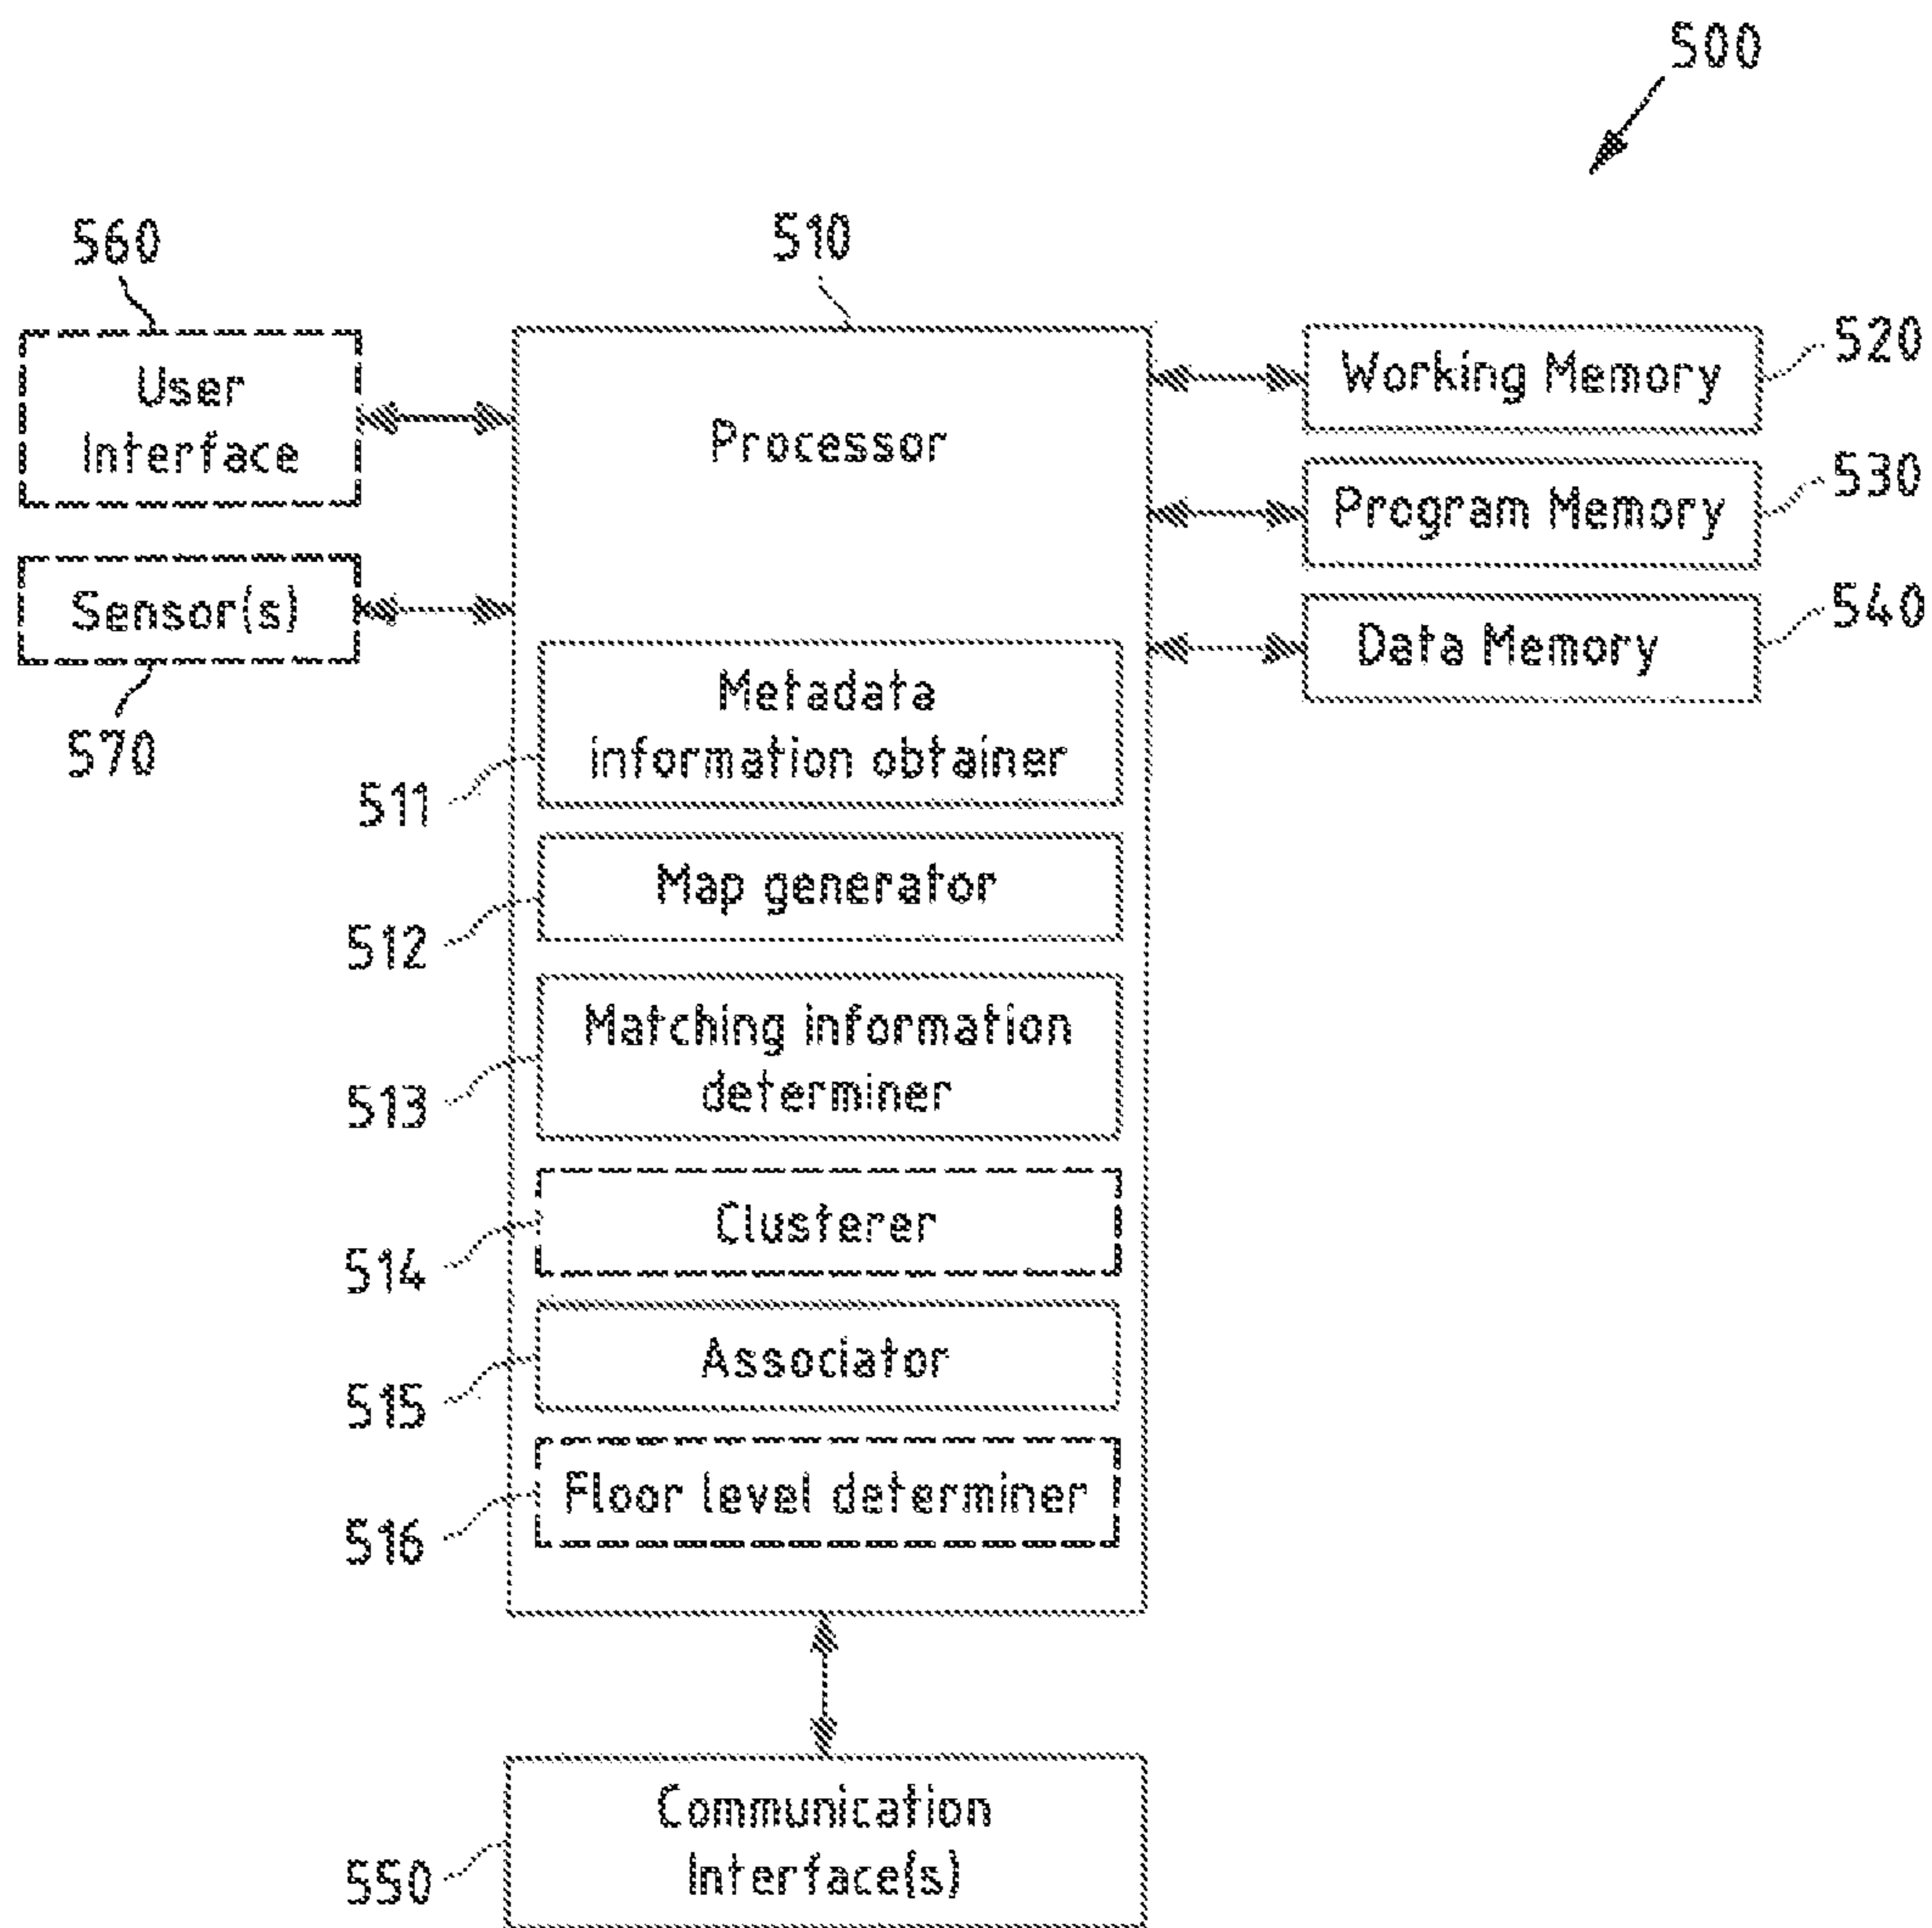 500
560
510
User
Interface
Processor
Working Memory
520
Program Memory
530
Sensor(s)
570
Data Memory
540
Metadata
information obtainer
511
Map generator
512
Matching information
determiner
513
Clusterer
514
Associator
515
Floor level determiner
516
Communication
Interface(s)
550